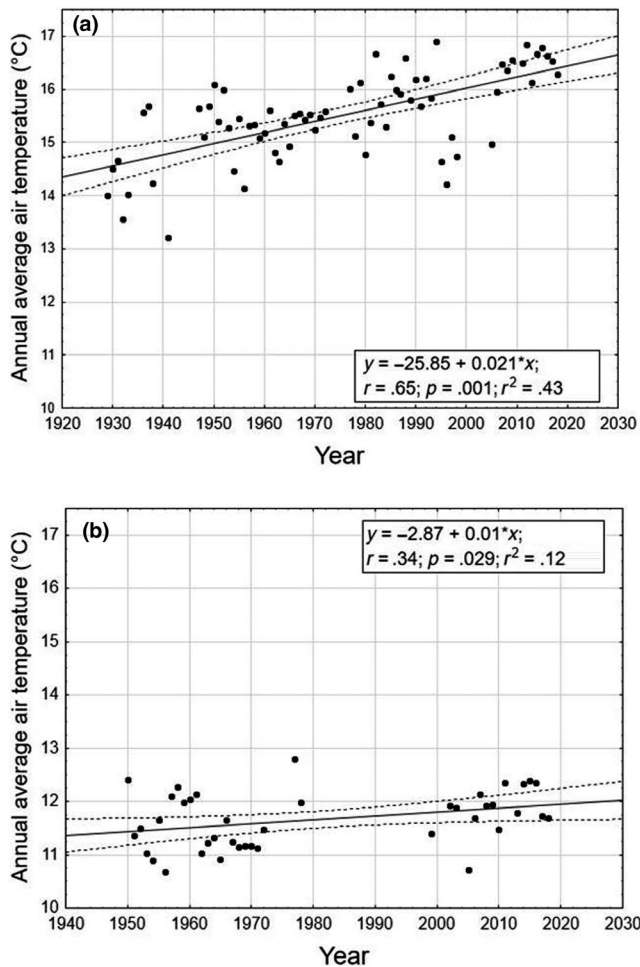 (a)
Annual average air temperature (°C)
17
16
15
14
13
12
11
10
y = −25.85 + 0.021*x;
r = .65; p = .001; r² = .43
1920 1930 1940 1950 1960 1970 1980 1990 2000 2010 2020 2030
Year
(b)
Annual average air temperature (°C)
17
16
15
14
13
12
11
10
y = −2.87 + 0.01*x;
r = .34; p = .029; r² = .12
1940 1950 1960 1970 1980 1990 2000 2010 2020 2030
Year